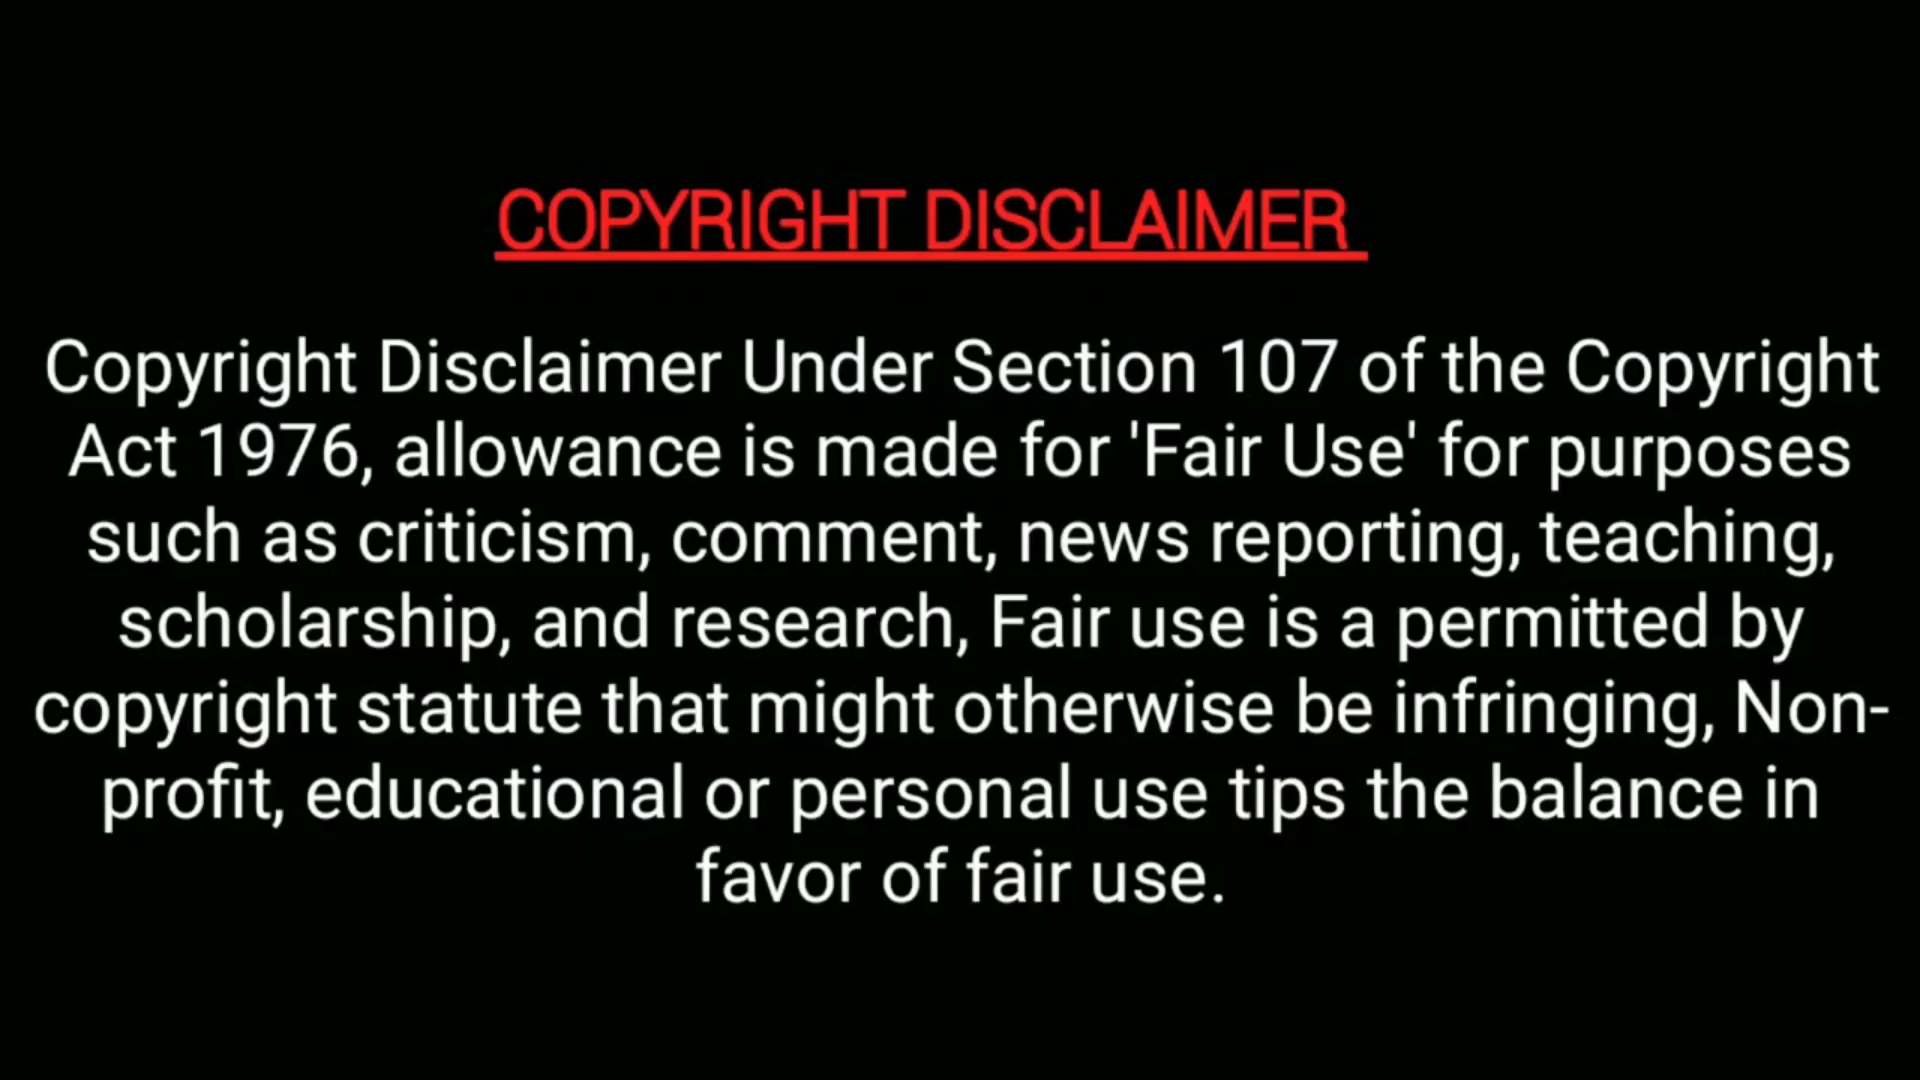 COPYRIGHT DISCLAIMER
Copyright Disclaimer Under Section 107 of the Copyright
Act 1976, allowance is made for 'Fair Use' for purposes
such as criticism, comment, news reporting, teaching,
scholarship, and research, Fair use is a permitted by
copyright statute that might otherwise be infringing, Non-
profit, educational or personal use tips the balance in
favor of fair use.